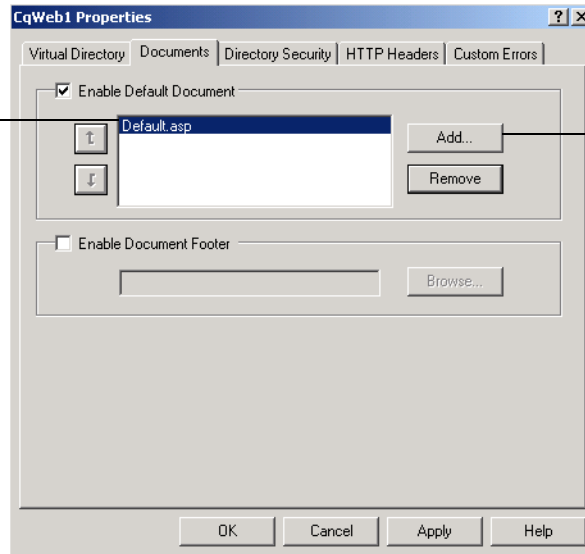 CqWeb1 Properties
Virtual Directory Documents Directory Security HTTP Headers Custom Errors
Enable Default Document
Default.asp
Add...
Remove
Enable Document Footer
Browse...
OK Cancel Apply Help